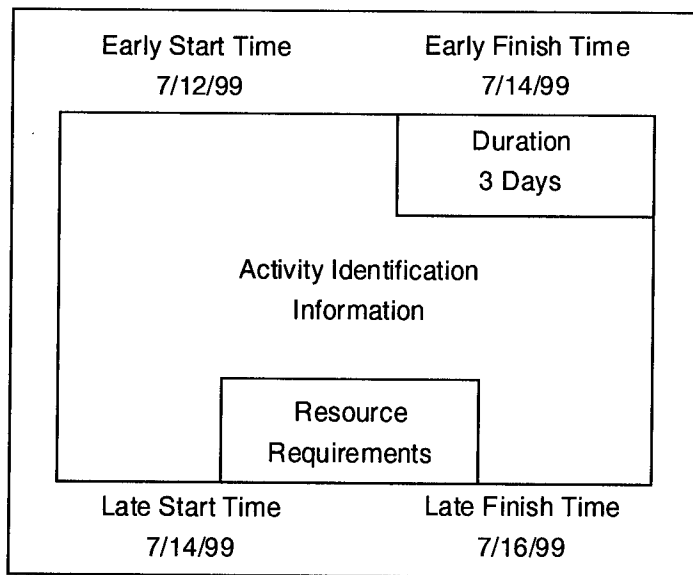 Early Start Time
7/12/99
Early Finish Time
7/14/99
Duration
3 Days
Activity Identification
Information
Resource
Requirements
Late Start Time
7/14/99
Late Finish Time
7/16/99